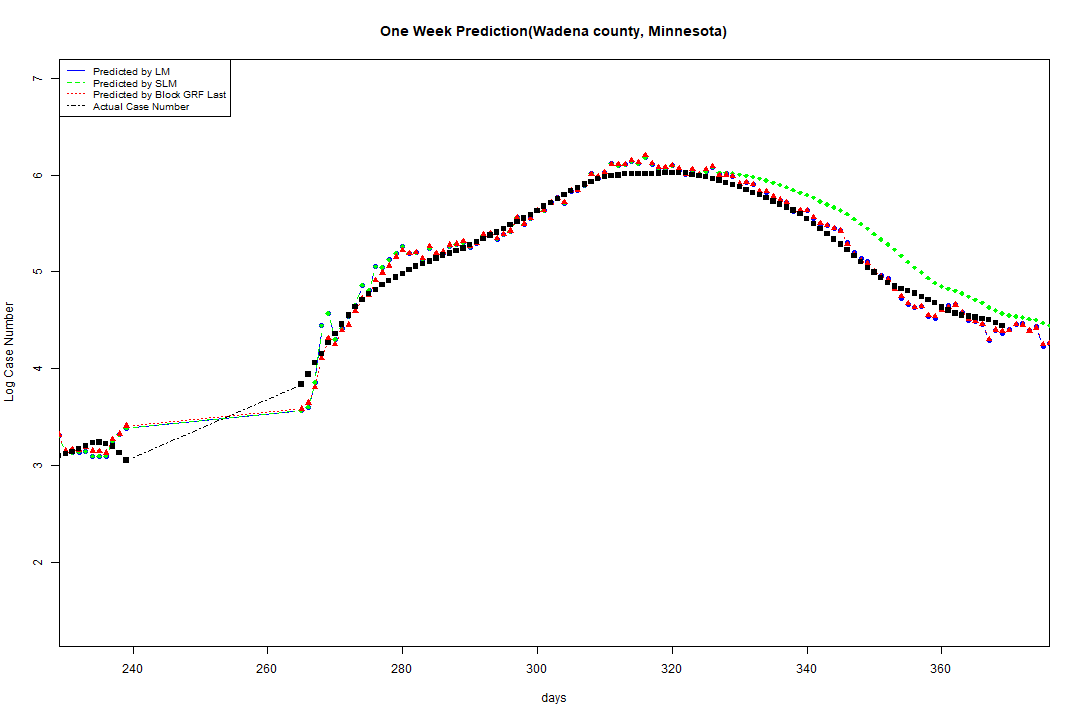 One Week Prediction(Wadena county, Minnesota)
Predicted by LM
Predicted by SLM
Predicted by Block GRF Last
Actual Case Number
7
6
5
4
3
2
Log Case Number
240 260 280 300 320 340 360
days